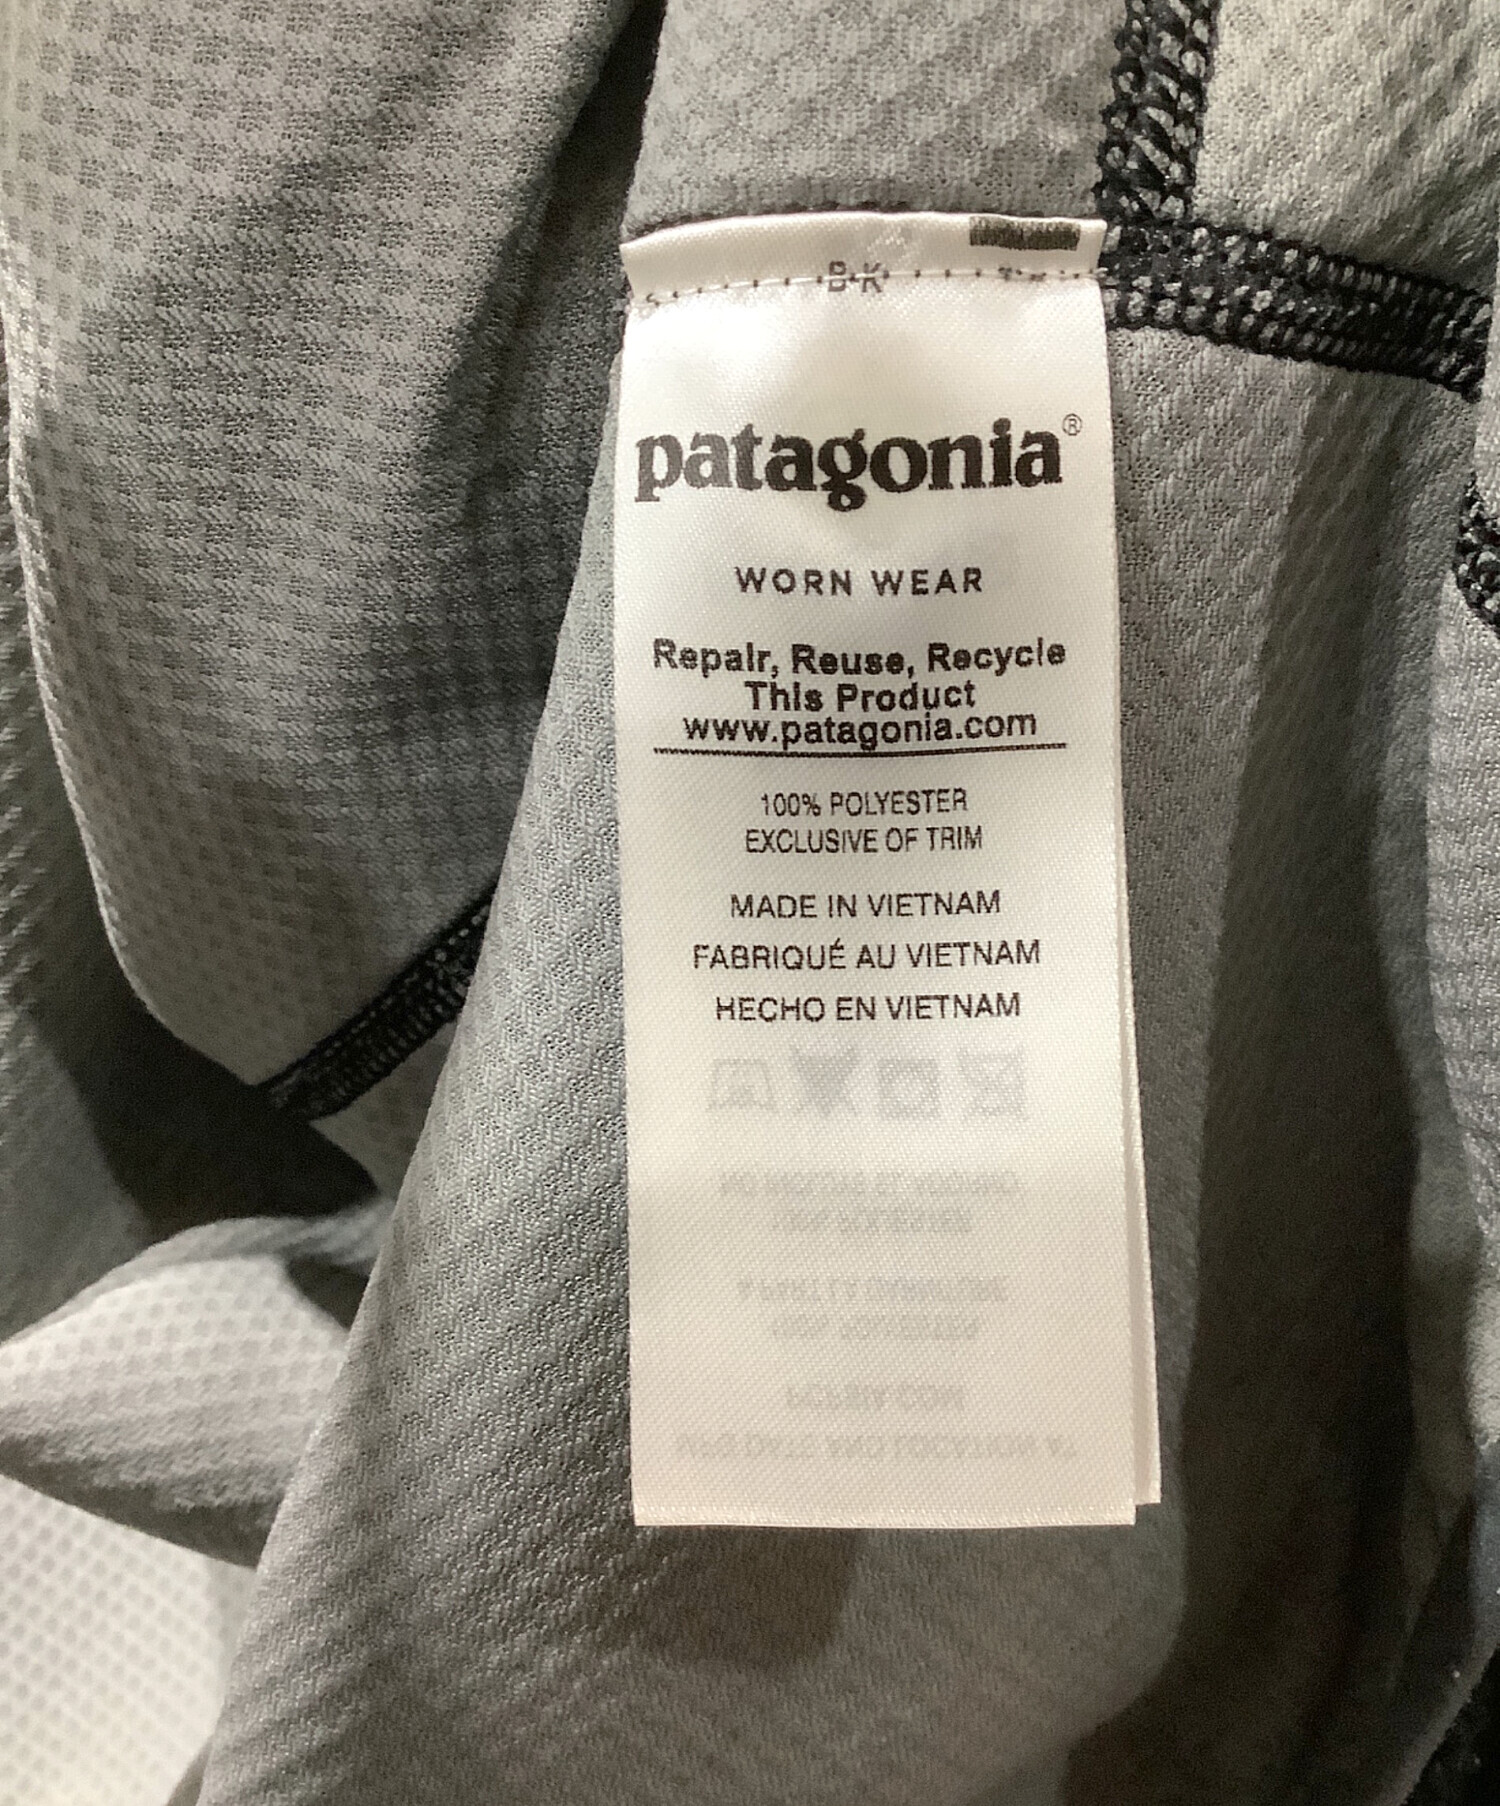 B-K
patagonia®
WORN WEAR
Repair, Reuse, Recycle
This Product
www.patagonia.com
100% POLYESTER
EXCLUSIVE OF TRIM
MADE IN VIETNAM
FABRIQUÉ AU VIETNAM
HECHO EN VIETNAM